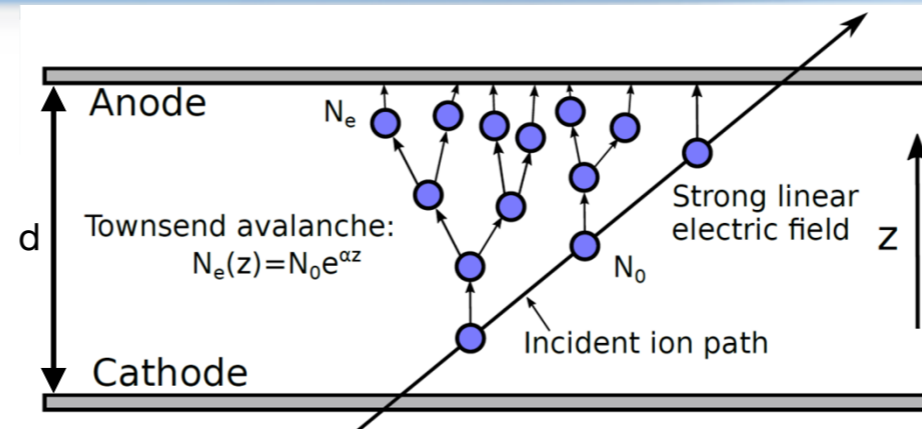 Anode
Nₑ
Strong linear
electric field
Z
d
Townsend avalanche:
Nₑ(z)=N₀e^αz
N₀
Incident ion path
Cathode